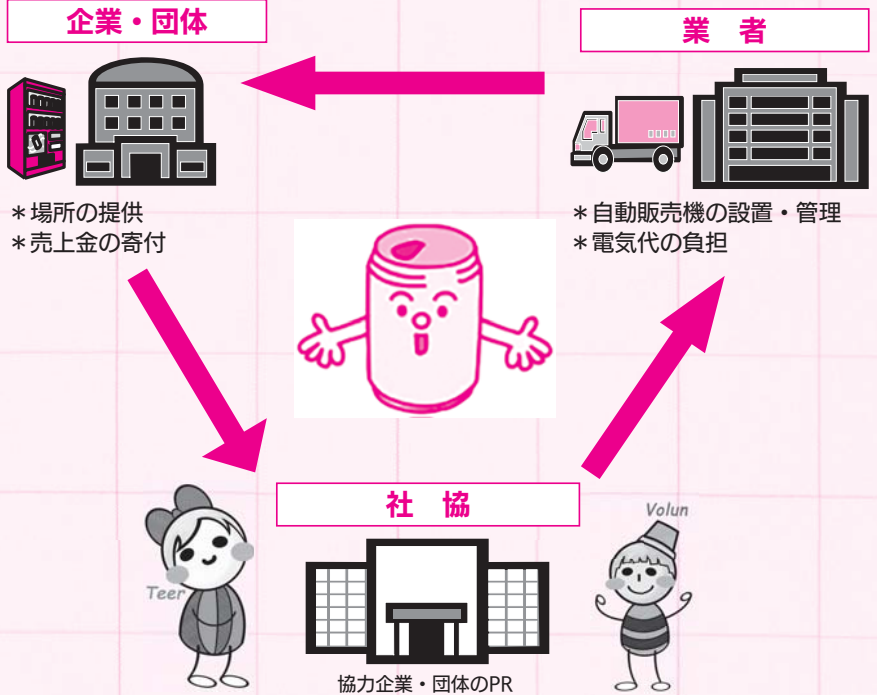 企業・団体
業 者
＊場所の提供
＊売上金の寄付
＊自動販売機の設置・管理
＊電気代の負担
社 協
Volun
Teer
協力企業・団体のPR